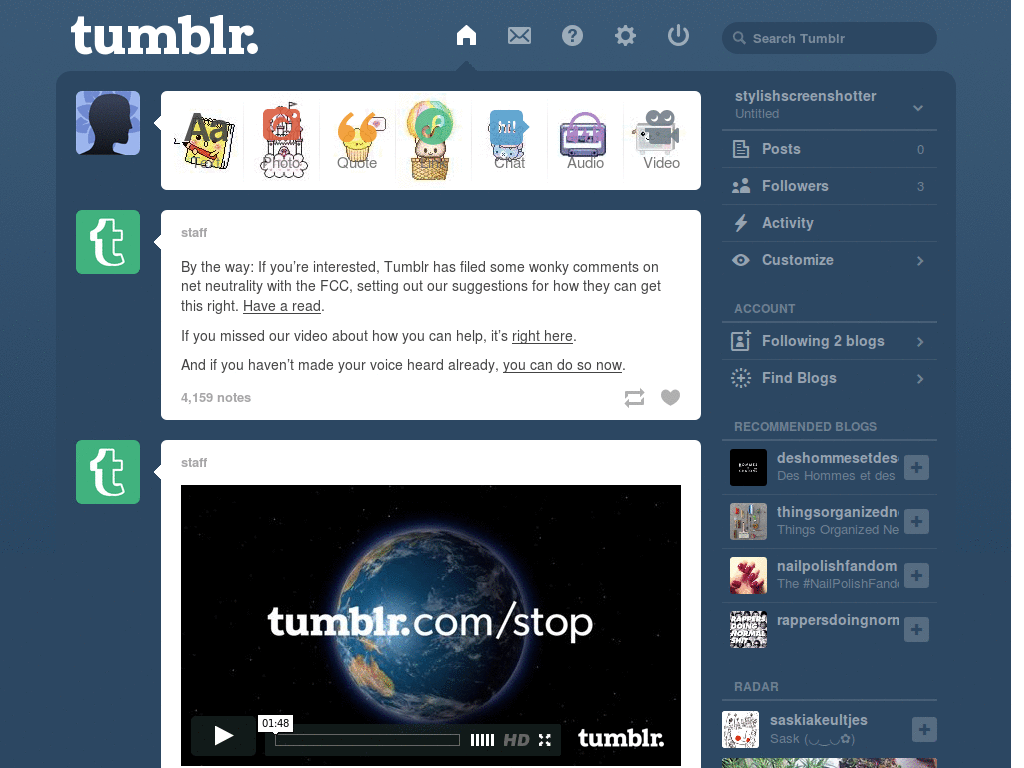 tumblr.
Search Tumblr
Aa
hi!
Photo
Quote
Chat
Audio
Video
staff
By the way: If you’re interested, Tumblr has filed some wonky comments on
net neutrality with the FCC, setting out our suggestions for how they can get
this right. Have a read.
If you missed our video about how you can help, it’s right here.
And if you haven’t made your voice heard already, you can do so now.
4,159 notes
t
staff
t
tumblr.com/stop
01:48
HD
tumblr.
stylishscreenshotter
Untitled
Posts 0
Followers 3
Activity
Customize
ACCOUNT
Following 2 blogs
Find Blogs
RECOMMENDED BLOGS
deshommesetdes
Des Hommes et des
thingsorganizedn
Things Organized Ne
nailpolishfandom
The #NailPolishFand
RAPPERS
DOING
NORMAL
SHIT
rappersdoingnorm
RADAR
saskiakeultjes
Sask (◡‿◡✿)